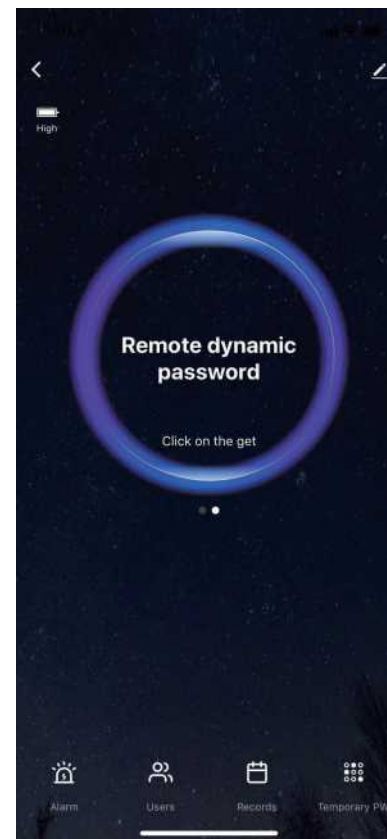 High
Remote dynamic
password
Click on the get
Alarm
Users
Records
Temporary PW